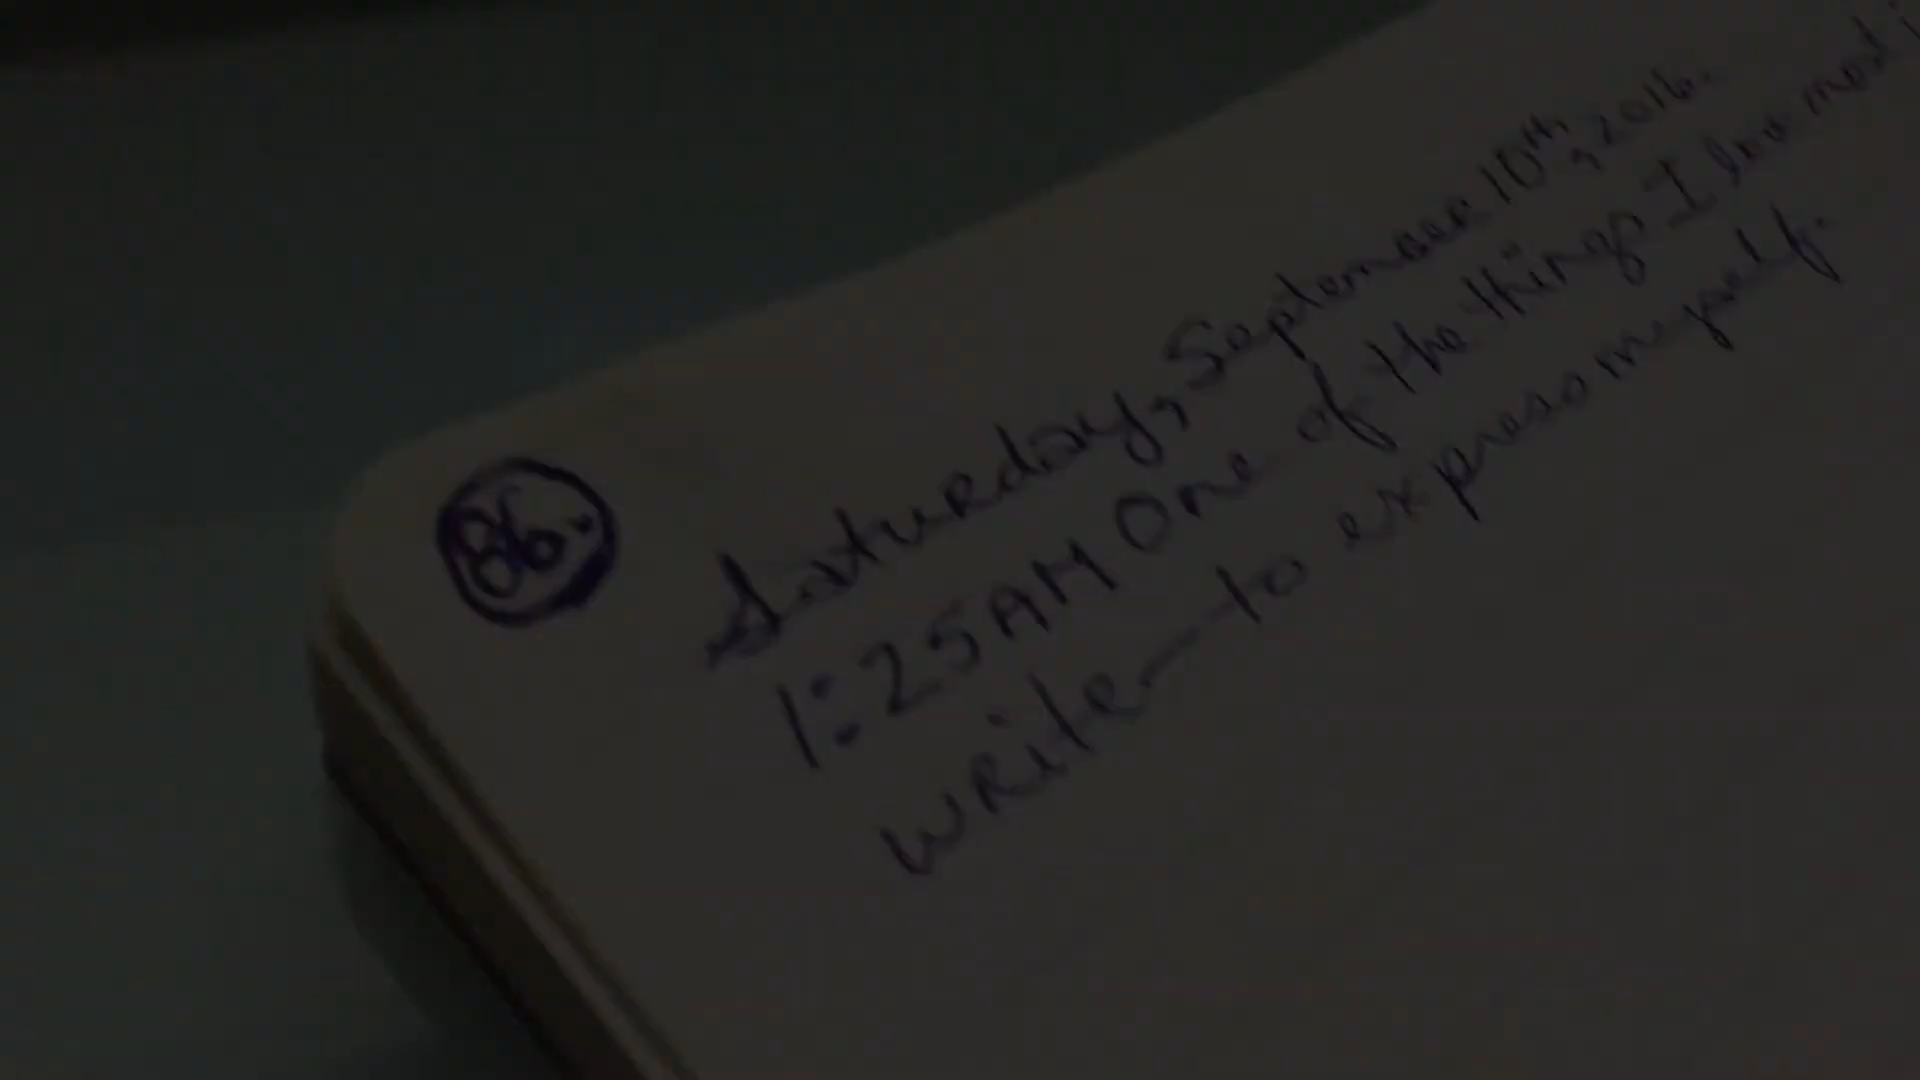 86.
Saturday, September 10th, 2016.
1:25AM One of the things I love most i
write—to express myself.